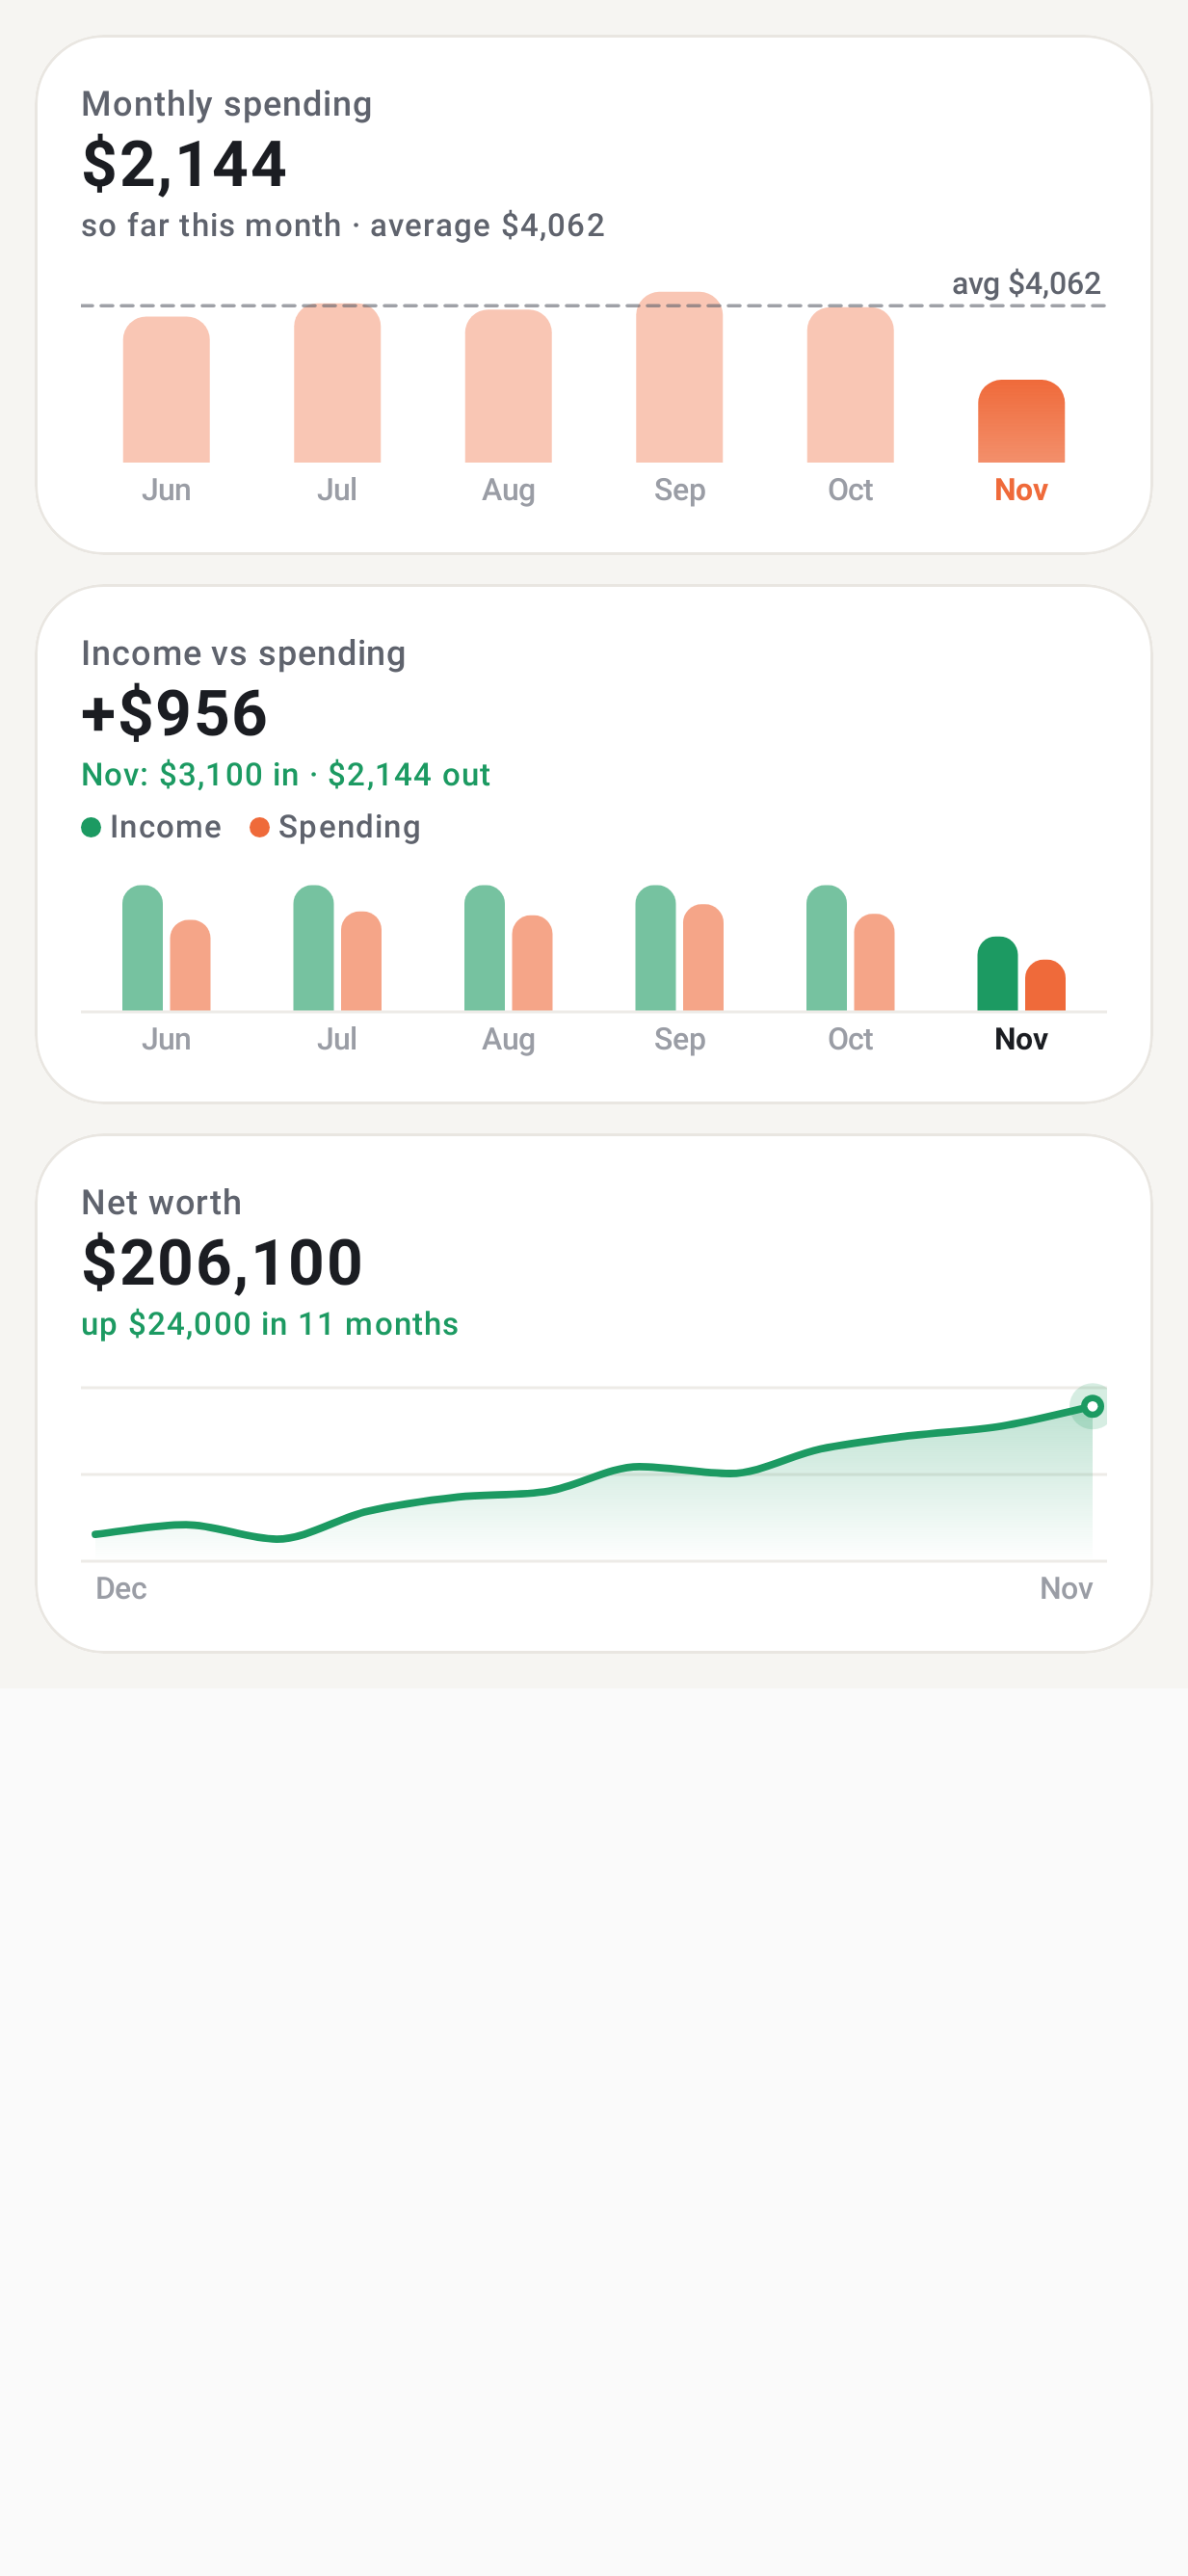 Monthly spending
$2,144
so far this month · average $4,062
avg $4,062
Jun Jul Aug Sep Oct Nov
Income vs spending
+$956
Nov: $3,100 in · $2,144 out
Income Spending
Jun Jul Aug Sep Oct Nov
Net worth
$206,100
up $24,000 in 11 months
Dec Nov